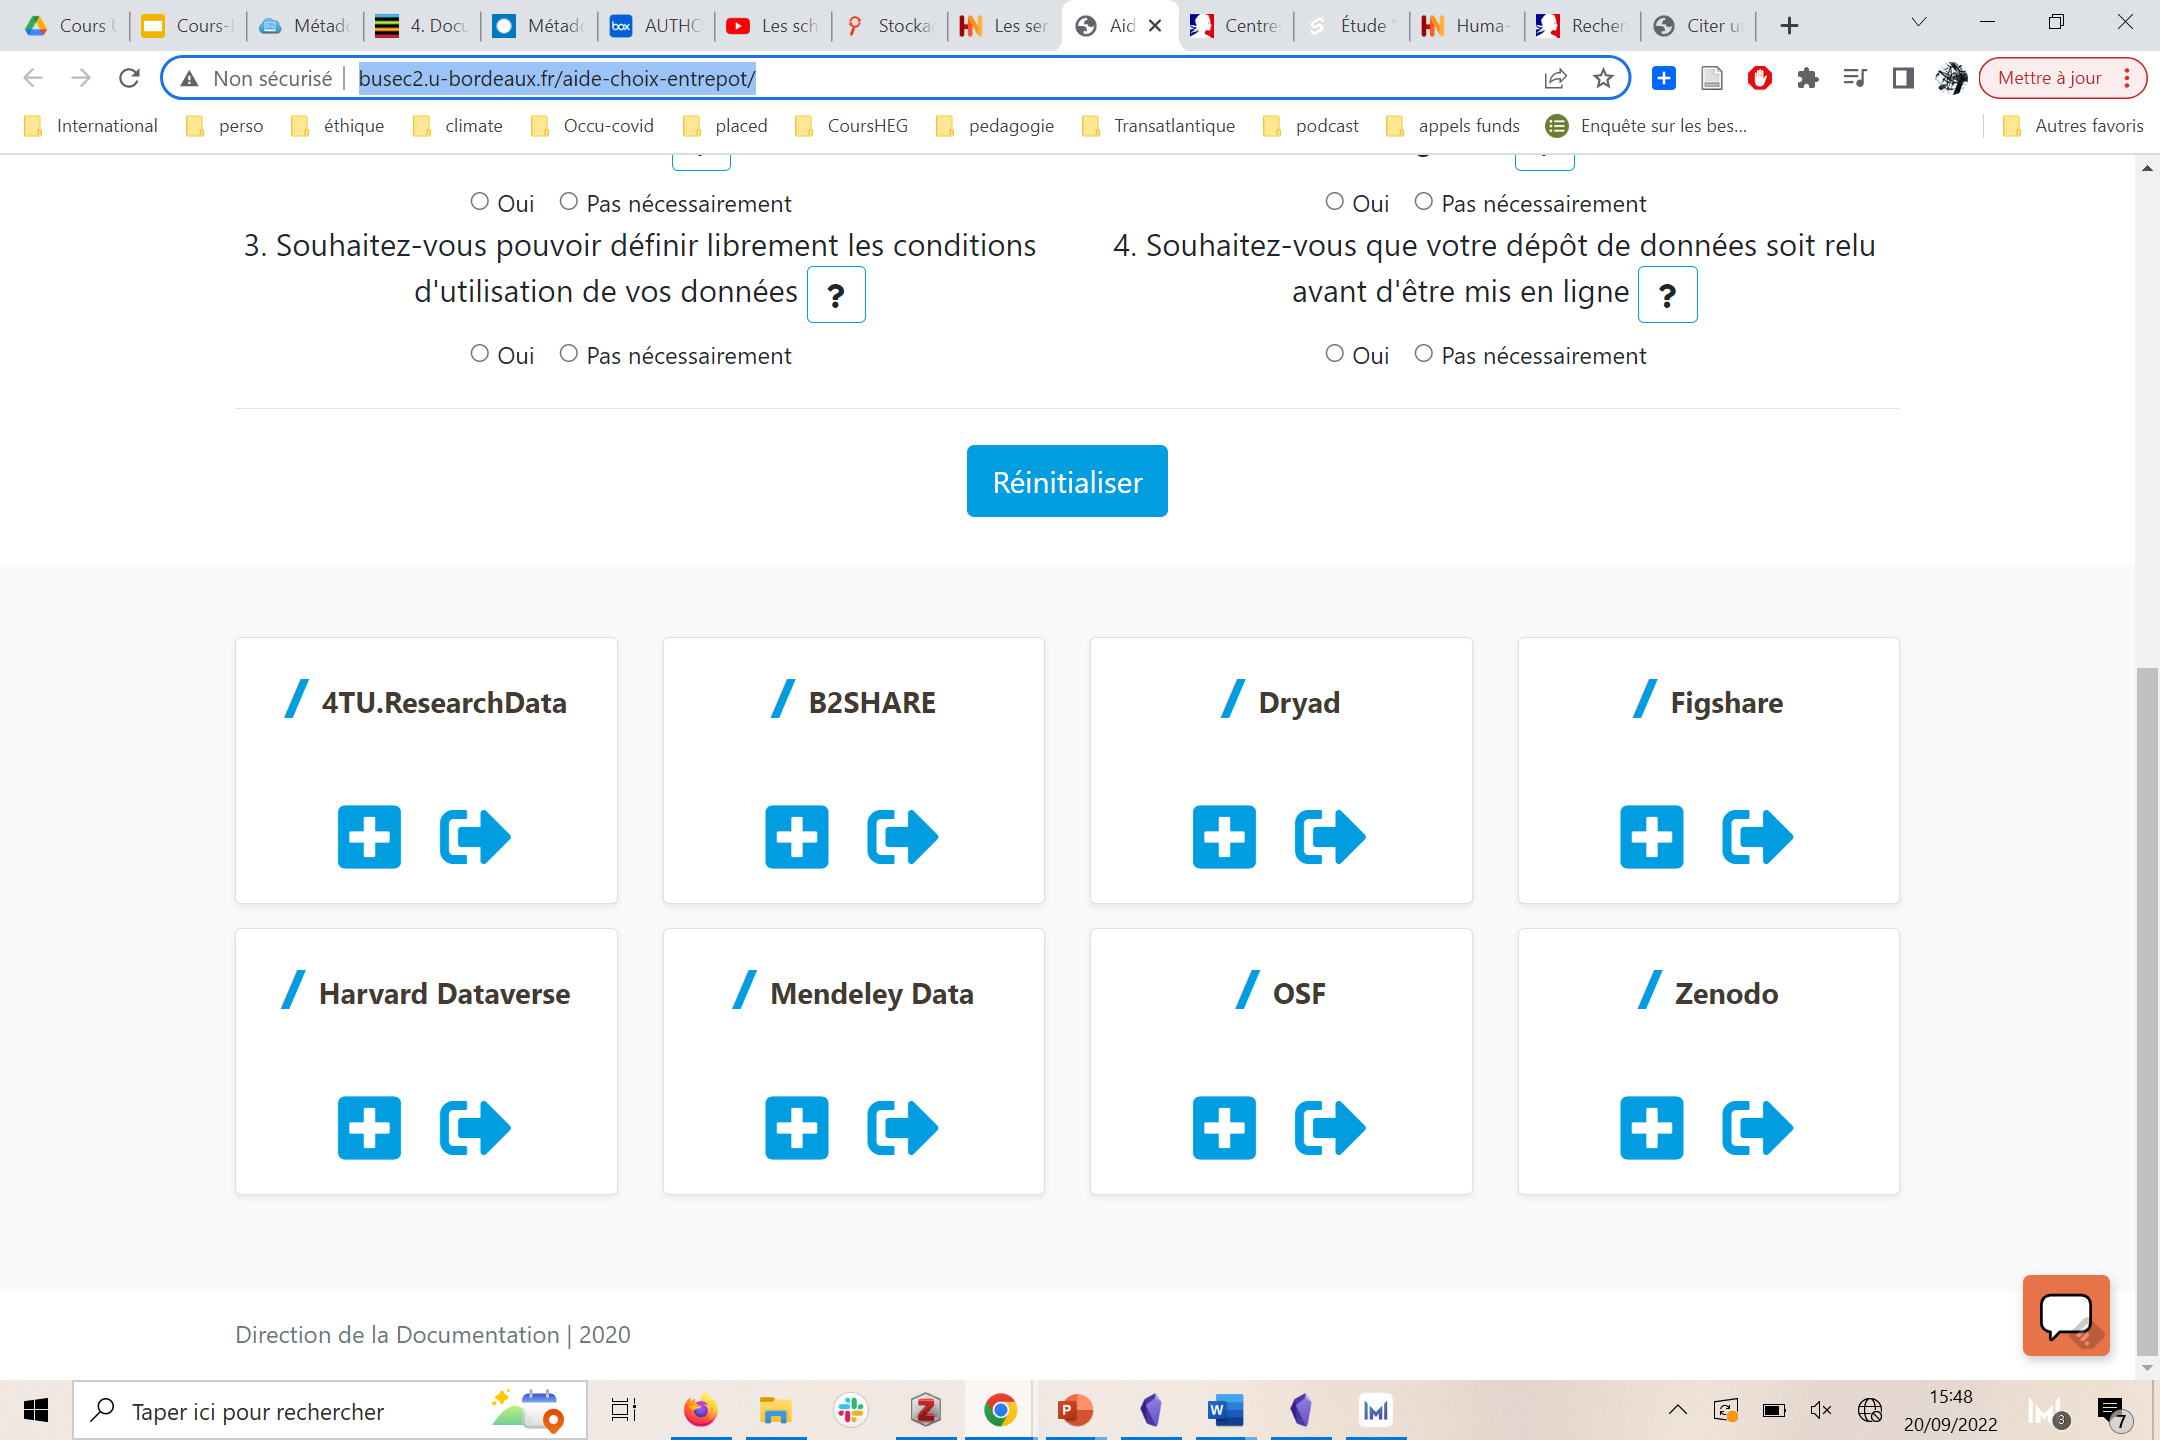 Cours
Cours-
Métado
4. Docu
Métado
box
AUTHO
Les sch
Stocka
Les ser
Aid
Centre
Étude "
Huma-
Recher
Citer u
Non sécurisé
busec2.u-bordeaux.fr/aide-choix-entrepot/
Mettre à jour
International
perso
éthique
climate
Occu-covid
placed
CoursHEG
pedagogie
Transatlantique
podcast
appels funds
Enquête sur les bes...
Autres favoris
Oui Pas nécessairement
Oui Pas nécessairement
3. Souhaitez-vous pouvoir définir librement les conditions
d'utilisation de vos données ?
Oui Pas nécessairement
4. Souhaitez-vous que votre dépôt de données soit relu
avant d'être mis en ligne ?
Oui Pas nécessairement
Réinitialiser
/ 4TU.ResearchData
/ B2SHARE
/ Dryad
/ Figshare
/ Harvard Dataverse
/ Mendeley Data
/ OSF
/ Zenodo
Direction de la Documentation | 2020
Taper ici pour rechercher
15:48
20/09/2022
3
7